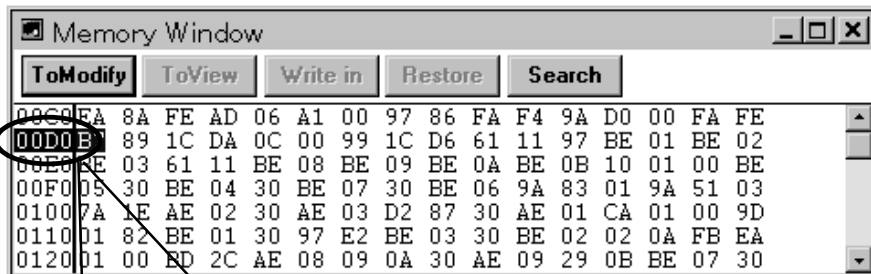 Memory Window
ToModify ToView Write in Restore Search
00C0 EA 8A FE AD 06 A1 00 97 86 FA F4 9A D0 00 FA FE
00D0 89 1C DA 0C 00 99 1C D6 61 11 97 BE 01 BE 02
00E0 BE 03 61 11 BE 08 BE 09 BE 0A BE 0B 10 01 00 BE
00F0 05 30 BE 04 30 BE 07 30 BE 06 9A 83 01 9A 51 03
0100 7A 1E AE 02 30 AE 03 D2 87 30 AE 01 CA 01 00 9D
0110 01 82 BE 01 30 97 E2 BE 03 30 BE 02 02 0A FB EA
0120 01 00 BD 2C AE 08 09 0A 30 AE 09 29 0B BE 07 30